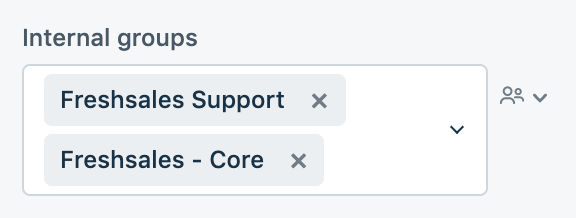 Internal groups
Freshsales Support
Freshsales - Core